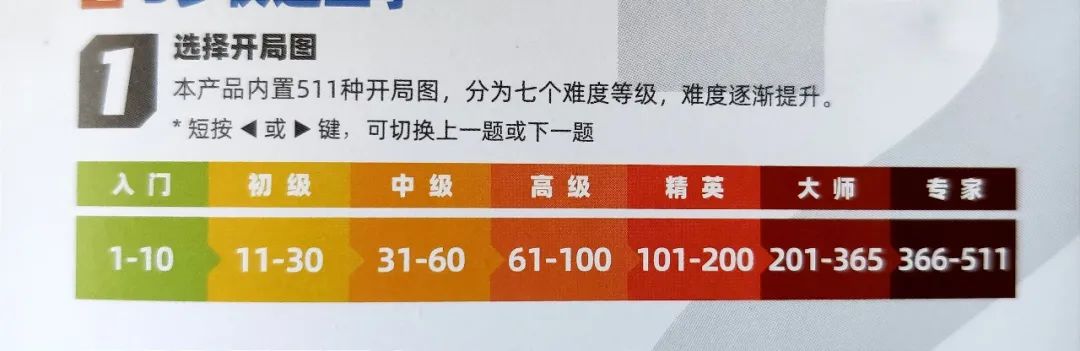 1
选择开局图
本产品内置511种开局图，分为七个难度等级，难度逐渐提升。
* 短按 ◀ 或 ▶ 键，可切换上一题或下一题
入门 初级 中级 高级 精英 大师 专家
1-10 11-30 31-60 61-100 101-200 201-365 366-511